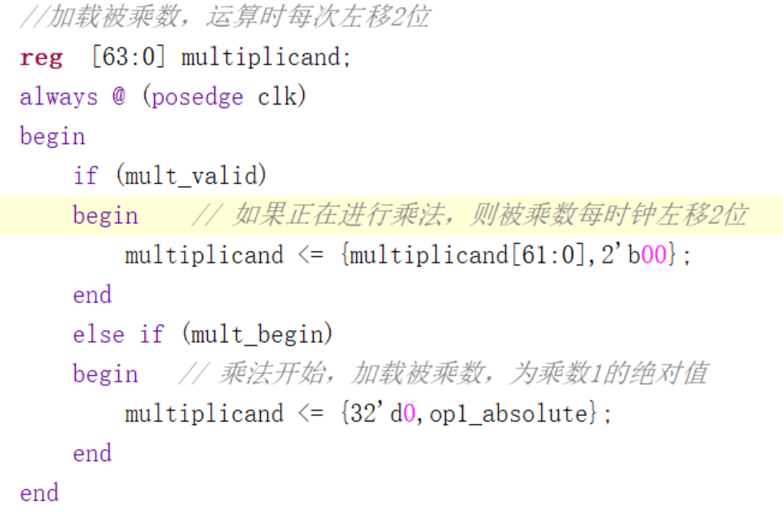 //加载被乘数，运算时每次左移2位
reg  [63:0] multiplicand;
always @ (posedge clk)
begin
    if (mult_valid)
    begin    // 如果正在进行乘法，则被乘数每时钟左移2位
        multiplicand <= {multiplicand[61:0],2'b00};
    end
    else if (mult_begin)
    begin   // 乘法开始，加载被乘数，为乘数1的绝对值
        multiplicand <= {32'd0,op1_absolute};
    end
end